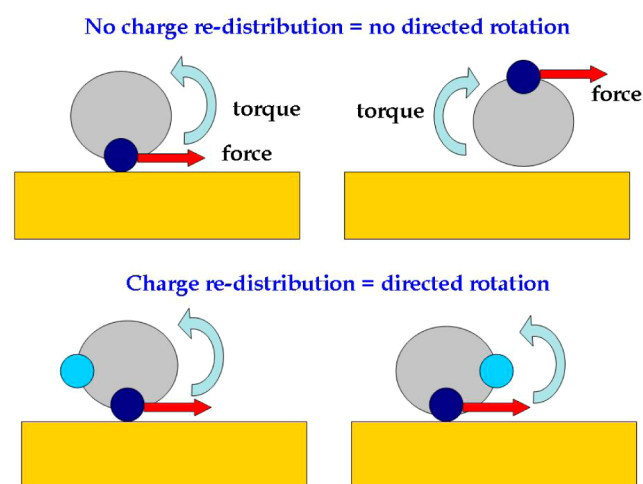 No charge re-distribution = no directed rotation
torque
force
torque
force
Charge re-distribution = directed rotation